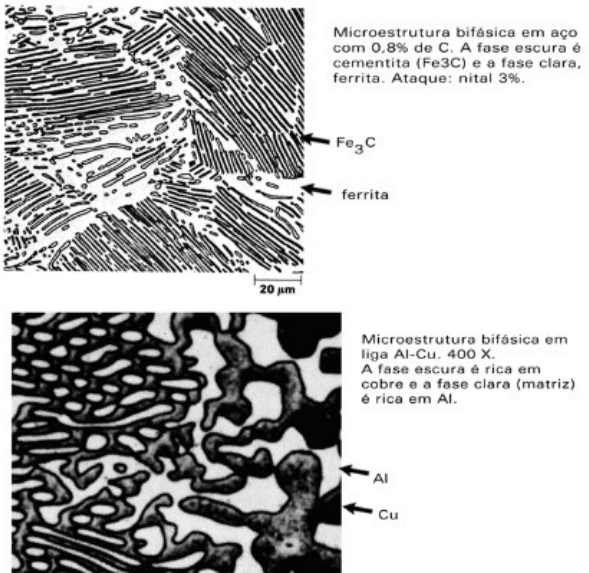 Microestrutura bifásica em aço
com 0,8% de C. A fase escura é
cementita (Fe3C) e a fase clara,
ferrita. Ataque: nital 3%.
Fe3C
ferrita
20 µm
Microestrutura bifásica em
liga Al-Cu. 400 X.
A fase escura é rica em
cobre e a fase clara (matriz)
é rica em Al.
Al
Cu